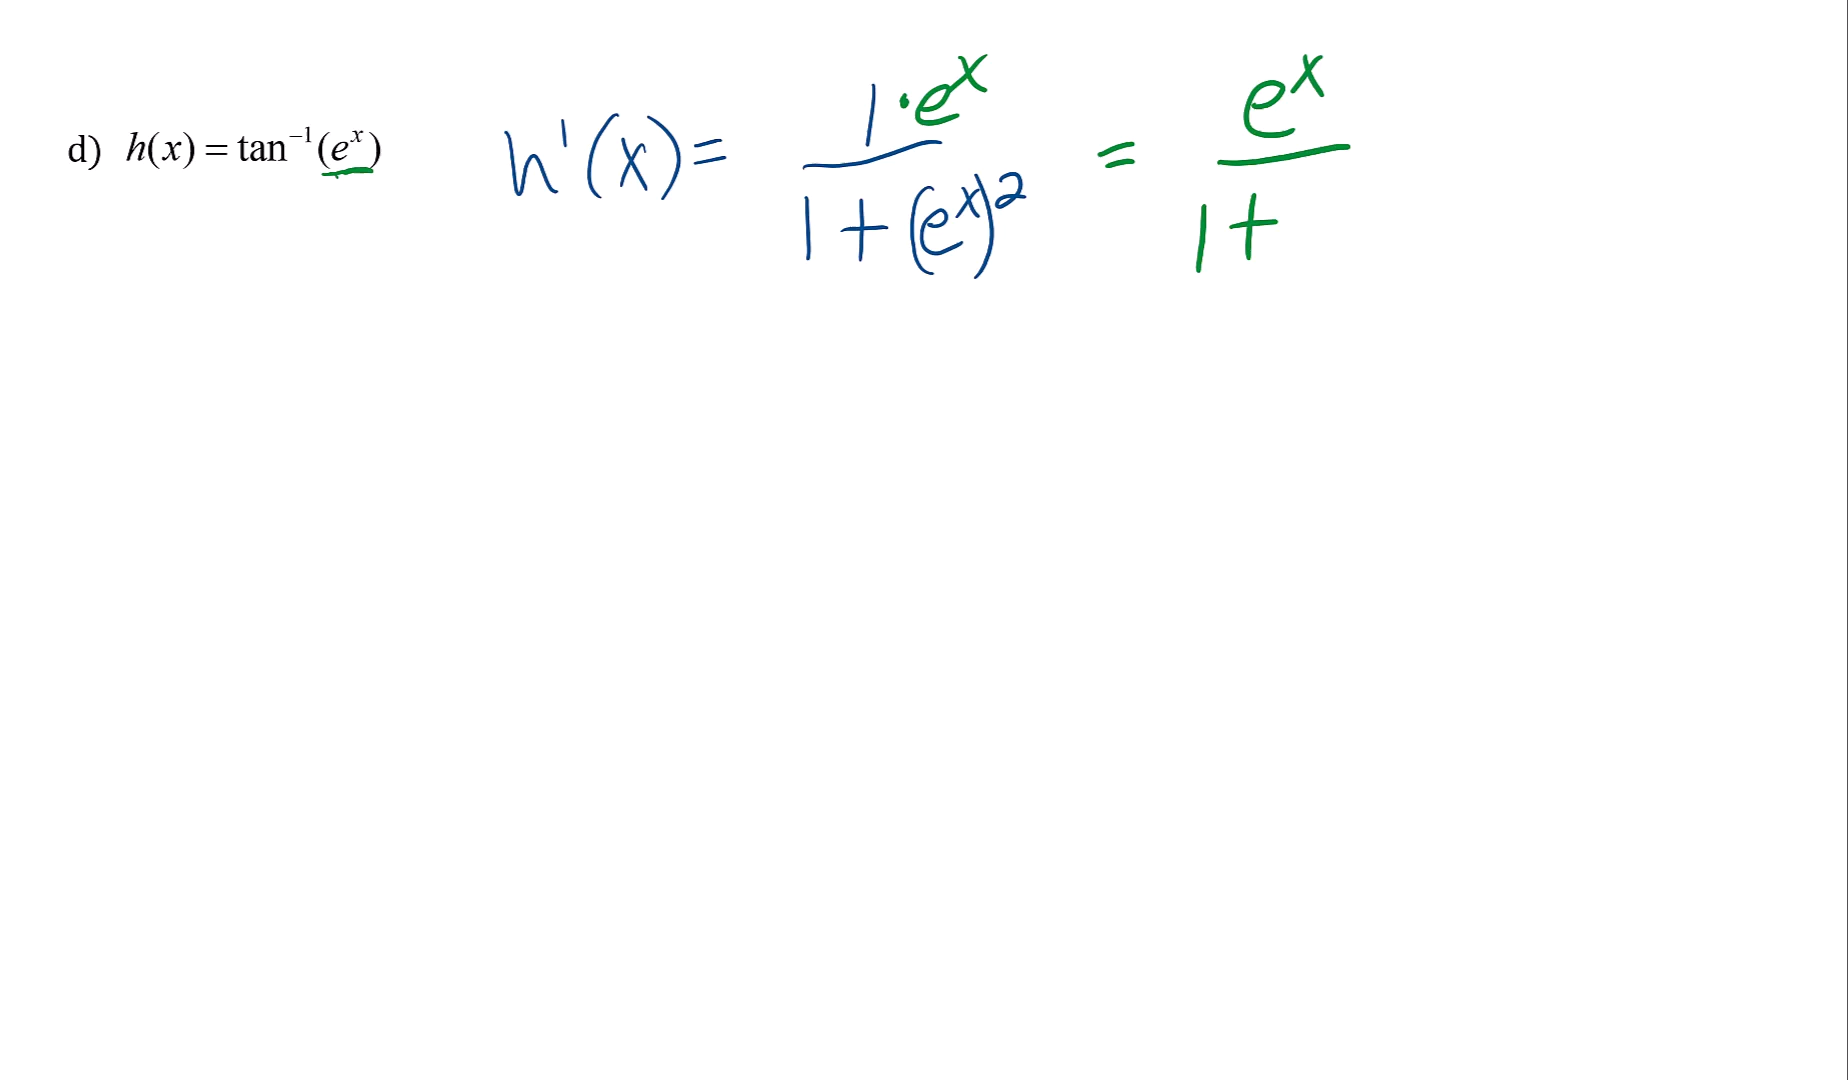 d) h(x) = tan⁻¹(eˣ) h'(x) = (1 · eˣ)/(1 + (eˣ)²) = eˣ/(1 +